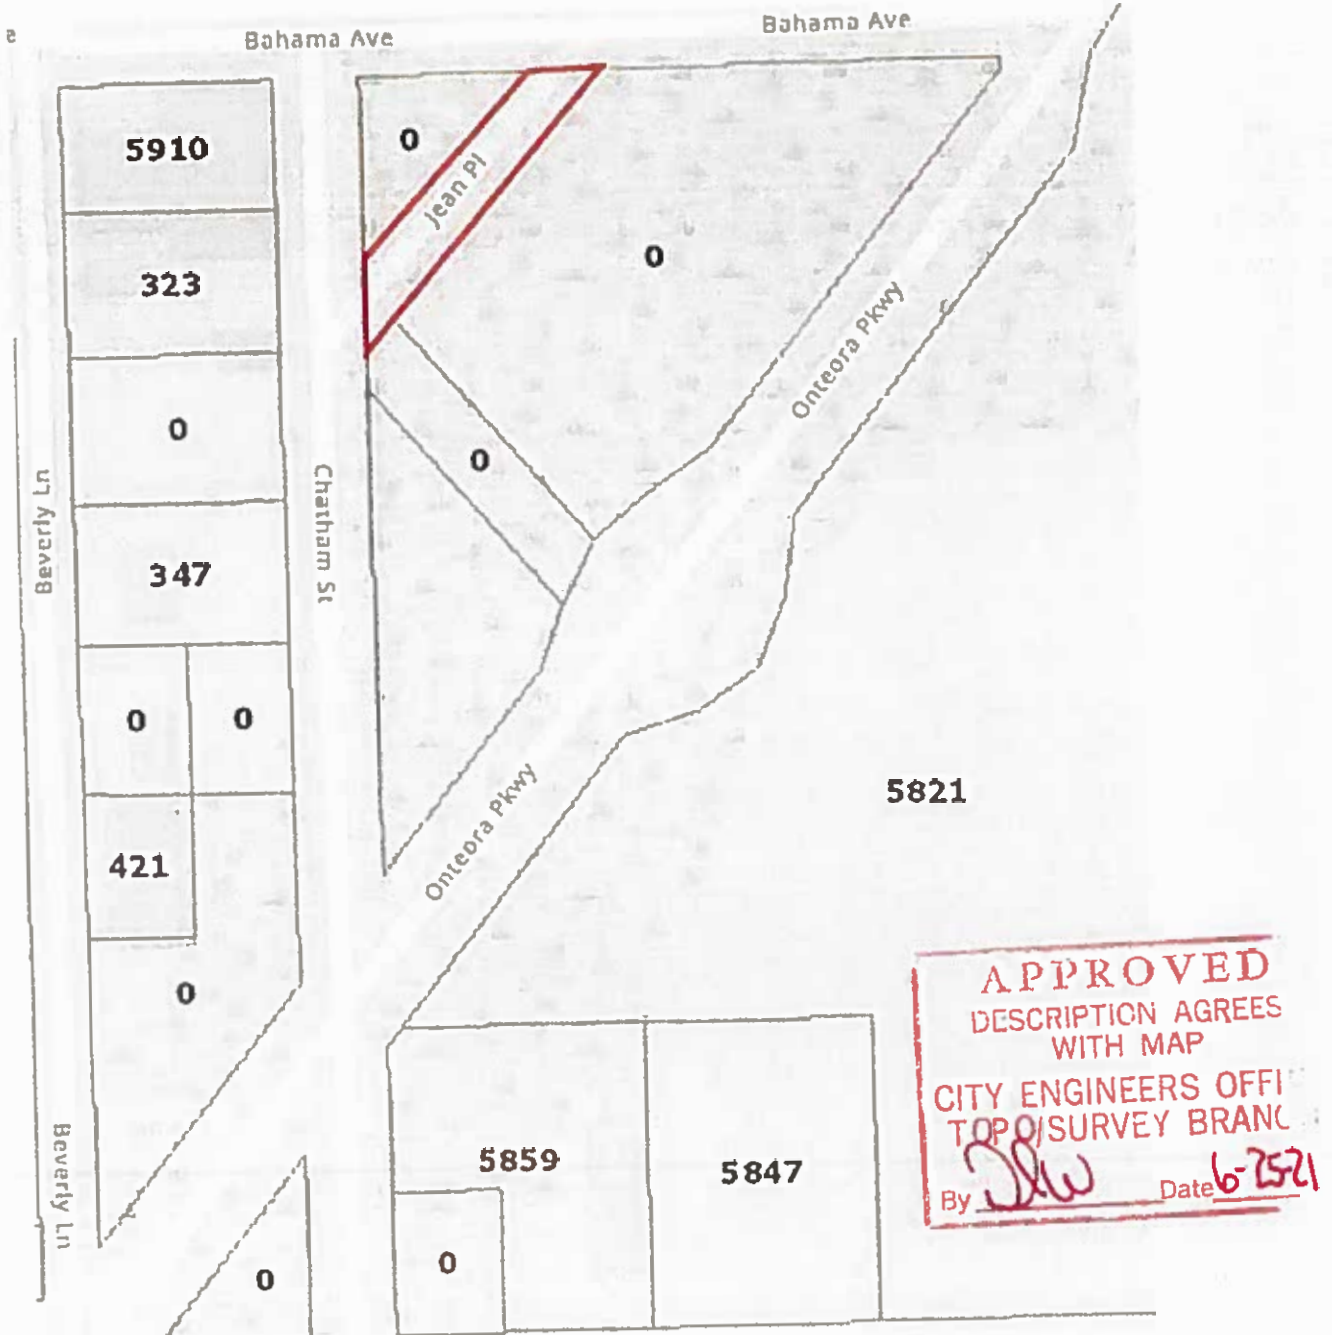 Bahama Ave
Bahama Ave
5910
0
Jean Pl
323
0
0
Onteora Pkwy
0
Beverly Ln
Chatham St
347
0
0
Onteora Pkwy
5821
421
0
APPROVED
DESCRIPTION AGREES
WITH MAP
CITY ENGINEERS OFFI
SURVEY BRANC
By Date 6-25-21
Beverly Ln
5859
5847
0
0